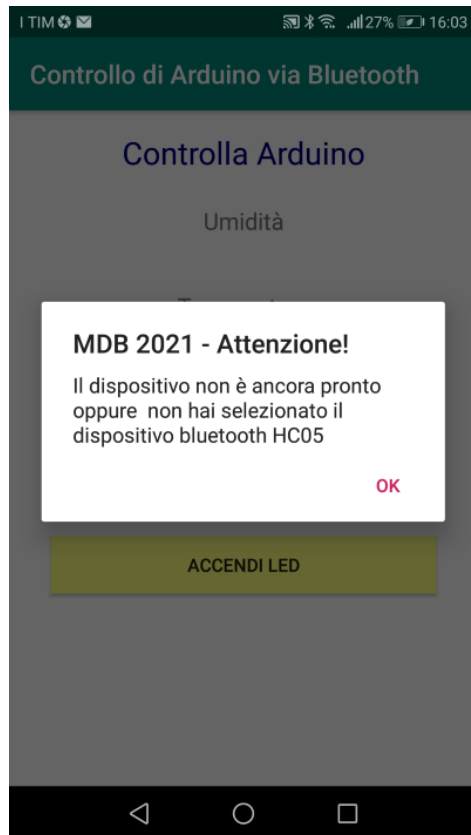 I TIM 27% 16:03
Controllo di Arduino via Bluetooth
Controlla Arduino
Umidità
MDB 2021 - Attenzione!
Il dispositivo non è ancora pronto
oppure  non hai selezionato il
dispositivo bluetooth HC05
OK
ACCENDI LED